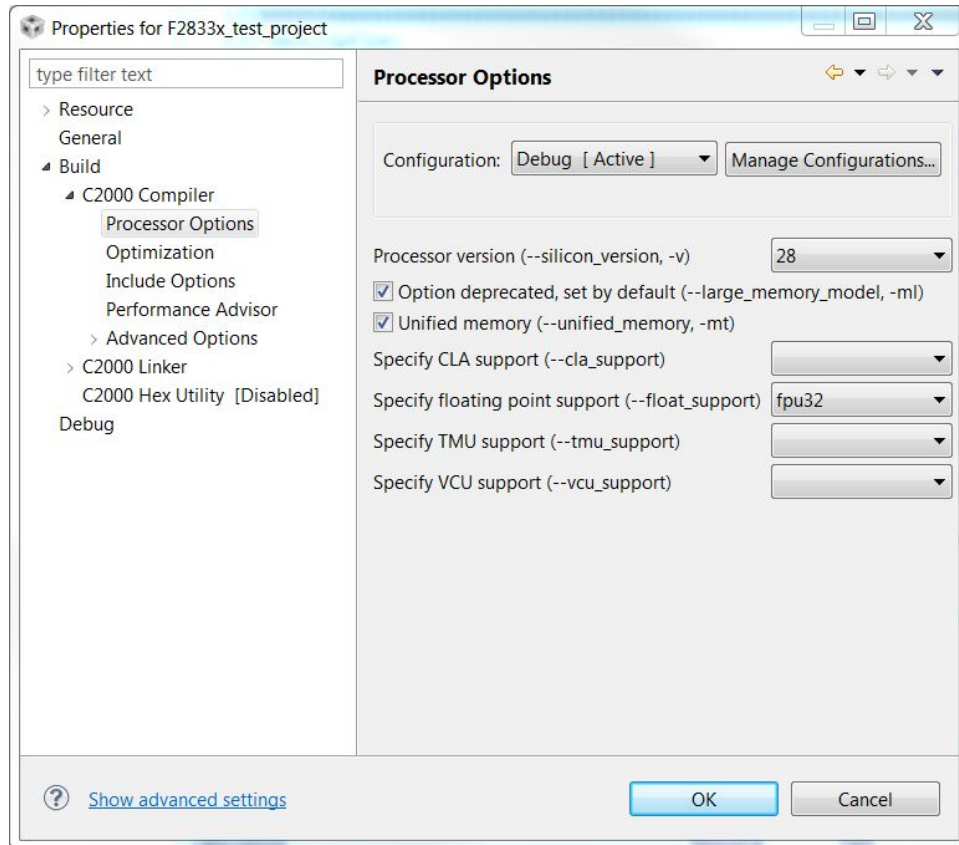 Properties for F2833x_test_project
type filter text
Resource
General
Build
C2000 Compiler
Processor Options
Optimization
Include Options
Performance Advisor
Advanced Options
C2000 Linker
C2000 Hex Utility [Disabled]
Debug
Processor Options
Configuration: Debug [ Active ] Manage Configurations...
Processor version (--silicon_version, -v) 28
Option deprecated, set by default (--large_memory_model, -ml)
Unified memory (--unified_memory, -mt)
Specify CLA support (--cla_support)
Specify floating point support (--float_support) fpu32
Specify TMU support (--tmu_support)
Specify VCU support (--vcu_support)
? Show advanced settings OK Cancel